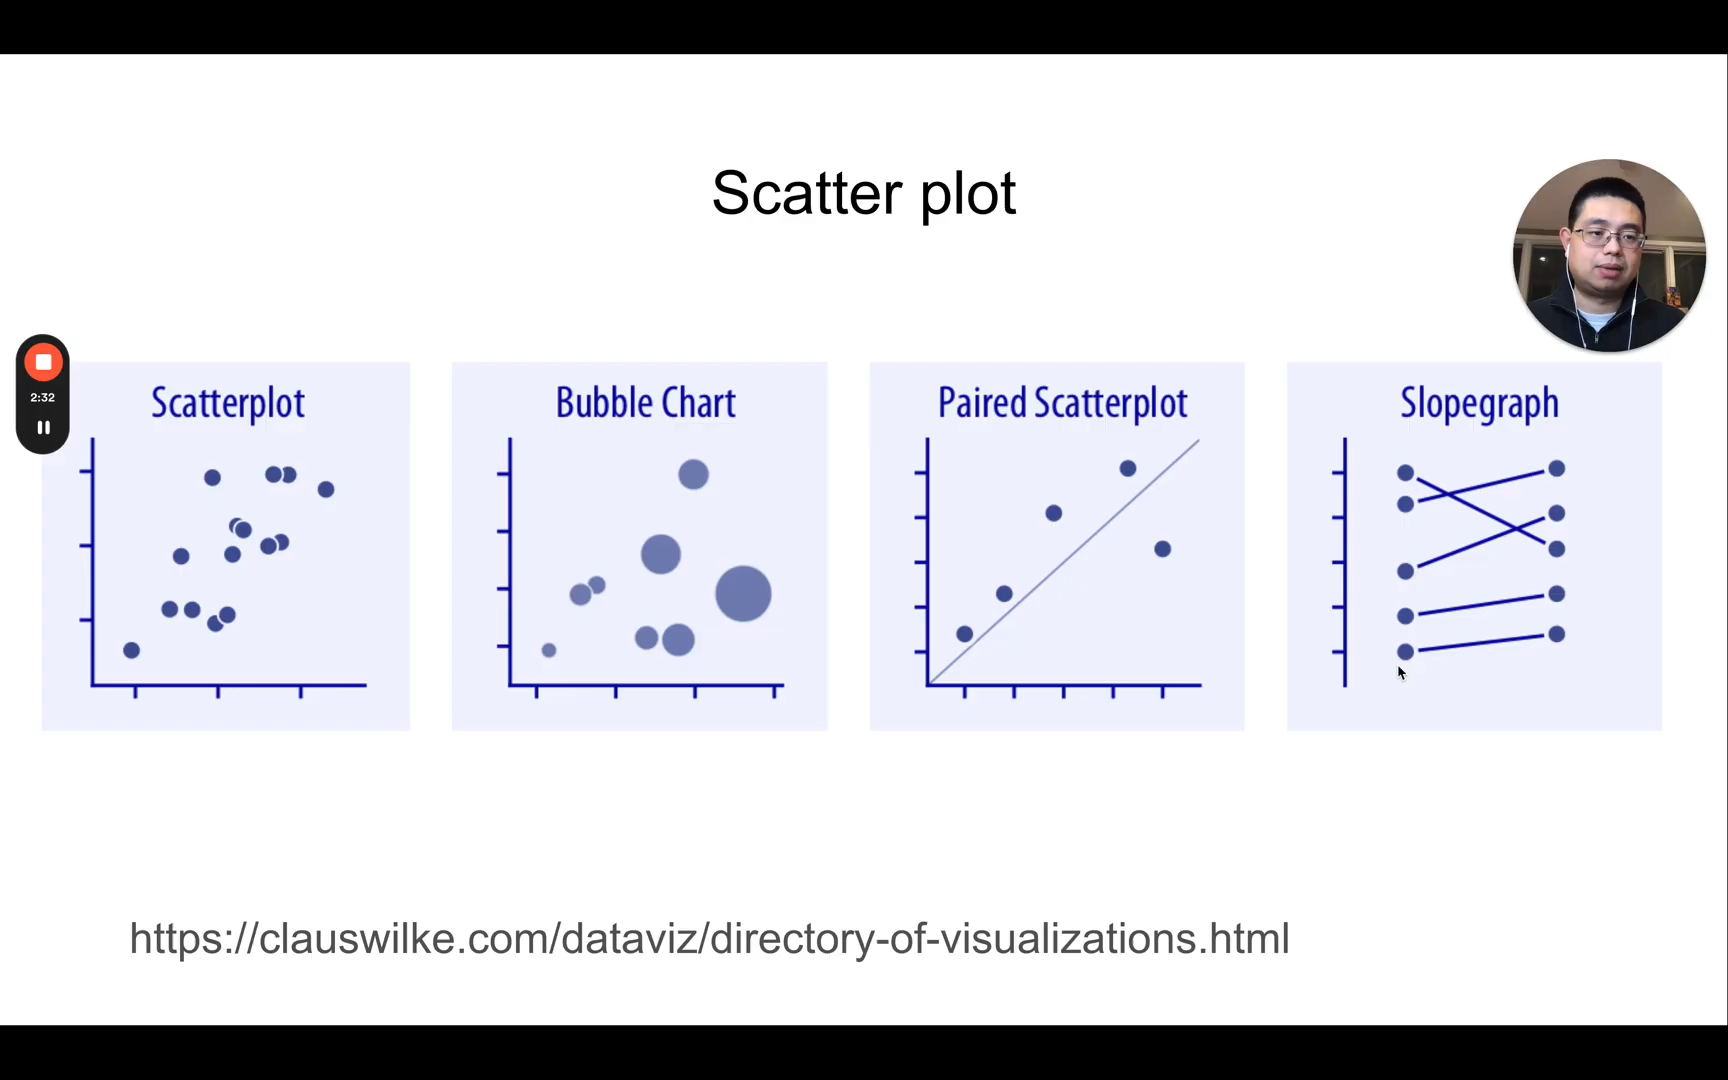 Scatter plot
2:32
Scatterplot
Bubble Chart
Paired Scatterplot
Slopegraph
https://clauswilke.com/dataviz/directory-of-visualizations.html